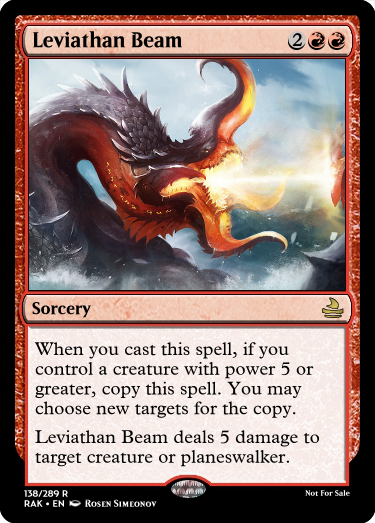 Leviathan Beam 2
Sorcery
When you cast this spell, if you
control a creature with power 5 or
greater, copy this spell. You may
choose new targets for the copy.
Leviathan Beam deals 5 damage to
target creature or planeswalker.
138/289 R
Not For Sale
RAK • EN Rosen Simeonov